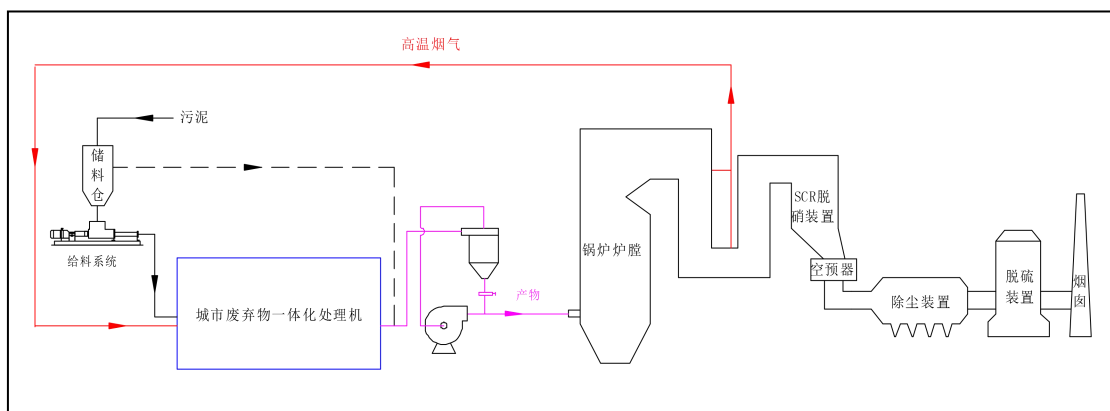 高温烟气
污泥
储
料
仓
给料系统
城市废弃物一体化处理机
产物
锅炉炉膛
SCR脱
硝装置
空预器
除尘装置
脱硫
装置
烟
囱